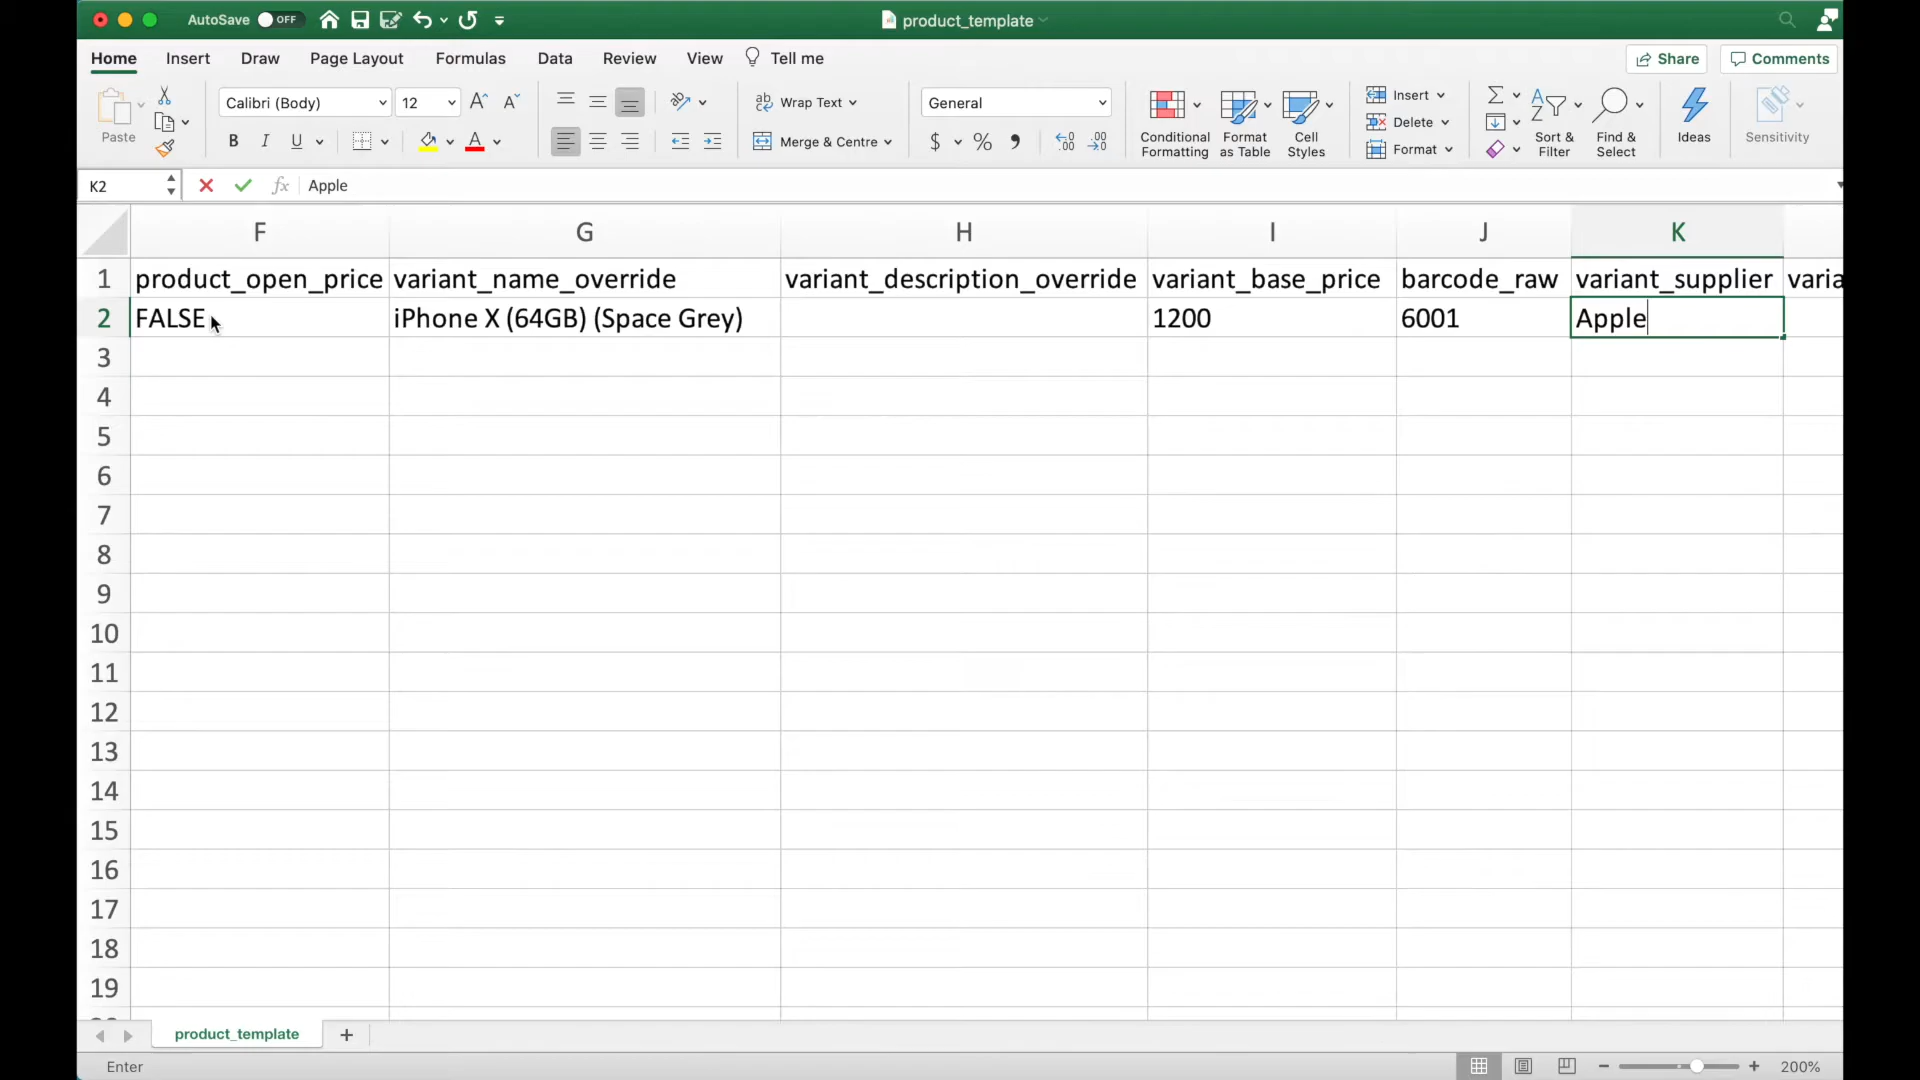 AutoSave OFF
product_template
Home Insert Draw Page Layout Formulas Data Review View Tell me
Share Comments
Paste
Calibri (Body) 12
B I U
Wrap Text
Merge & Centre
General
$ %
Conditional Formatting
Format as Table
Cell Styles
Insert
Delete
Format
Sort & Filter
Find & Select
Ideas
Sensitivity
K2 fx Apple
F G H I J K
1 product_open_price variant_name_override variant_description_override variant_base_price barcode_raw variant_supplier varia
2 FALSE iPhone X (64GB) (Space Grey) 1200 6001 Apple
3
4
5
6
7
8
9
10
11
12
13
14
15
16
17
18
19
product_template +
Enter
200%